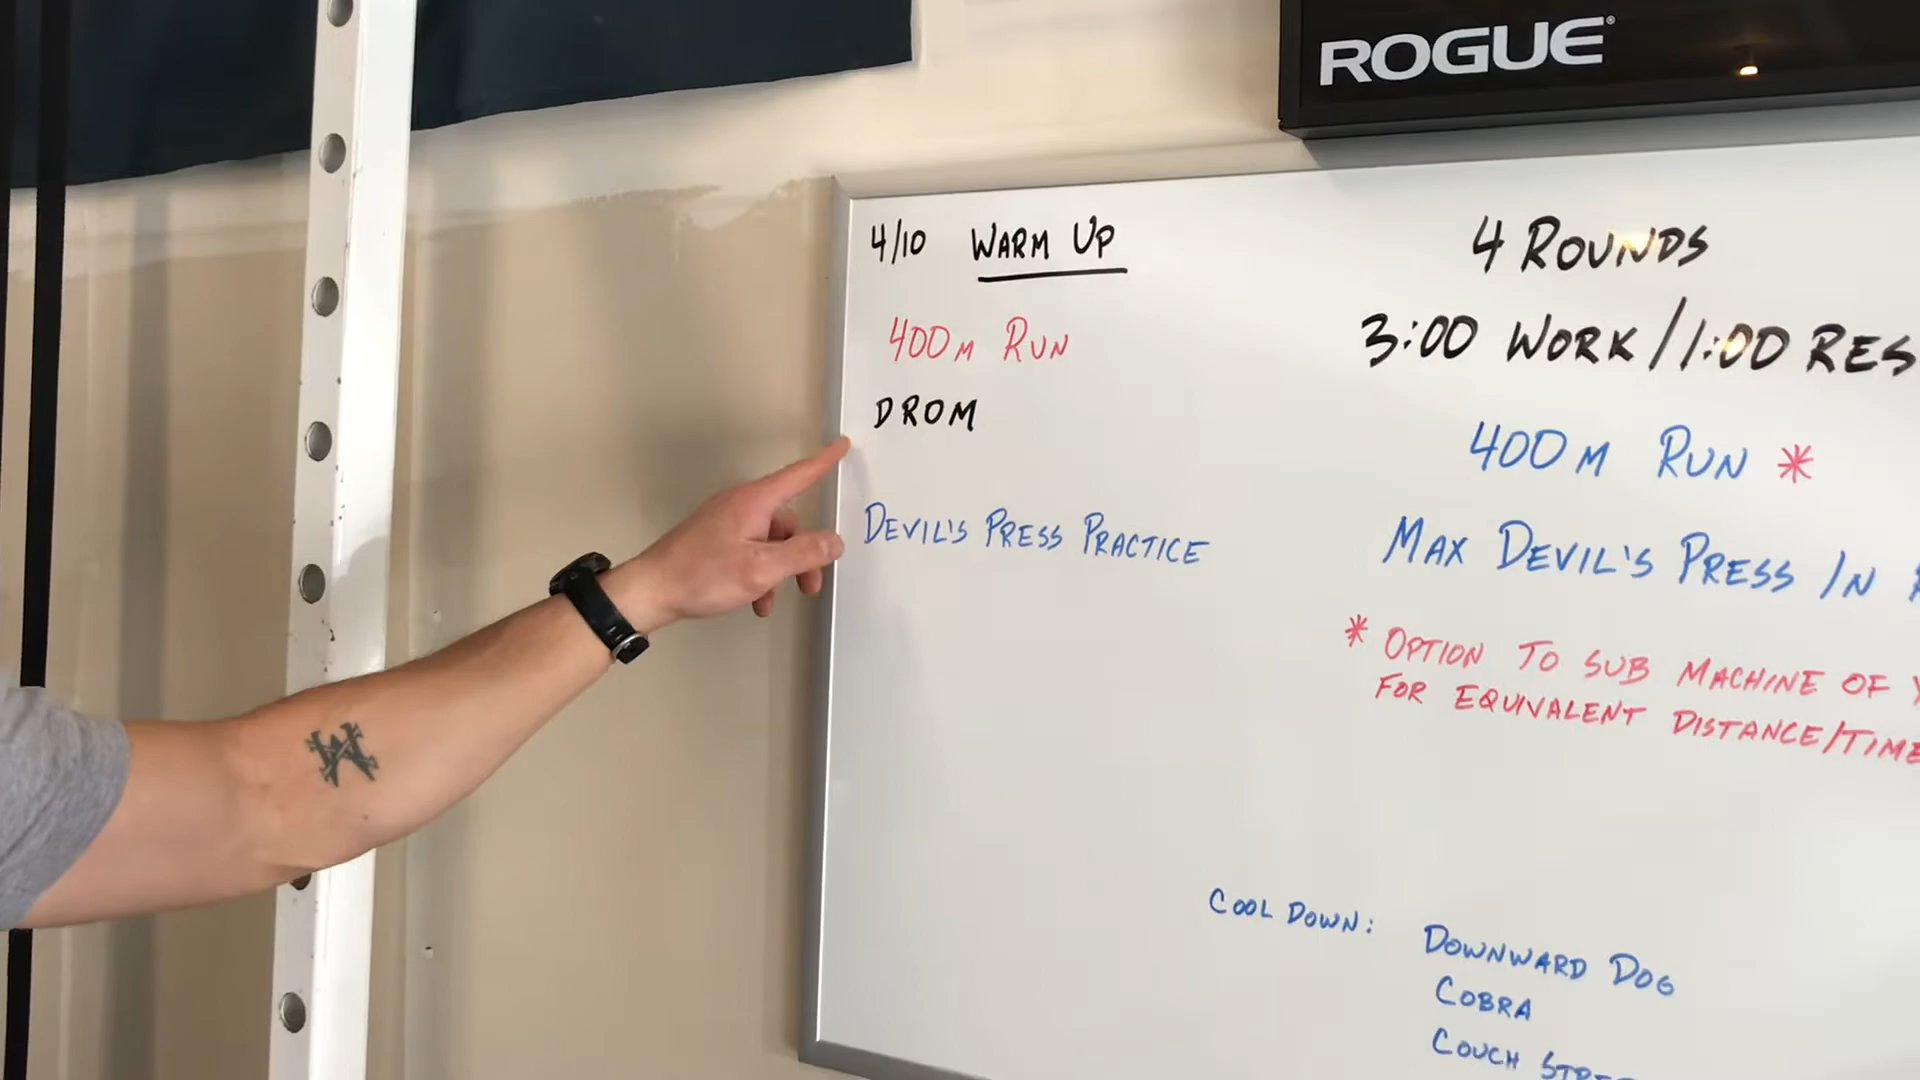 ROGUE
4/10 WARM UP
400M RUN
DROM
DEVIL'S PRESS PRACTICE
4 ROUNDS
3:00 WORK/1:00
400M RUN *
MAX DEVIL'S PRESS IN
* OPTION TO SUB MACHINE OF
FOR EQUIVALENT DISTANCE/TIME
COOL DOWN: DOWNWARD DOG
COBRA
COUCH